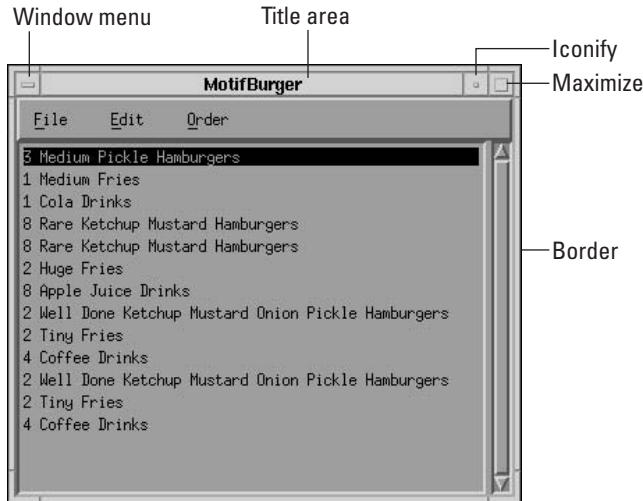 Window menu
Title area
Iconify
Maximize
MotifBurger
File Edit Order
3 Medium Pickle Hamburgers
1 Medium Fries
1 Cola Drinks
8 Rare Ketchup Mustard Hamburgers
8 Rare Ketchup Mustard Hamburgers
2 Huge Fries
8 Apple Juice Drinks
2 Well Done Ketchup Mustard Onion Pickle Hamburgers
2 Tiny Fries
4 Coffee Drinks
2 Well Done Ketchup Mustard Onion Pickle Hamburgers
2 Tiny Fries
4 Coffee Drinks
Border